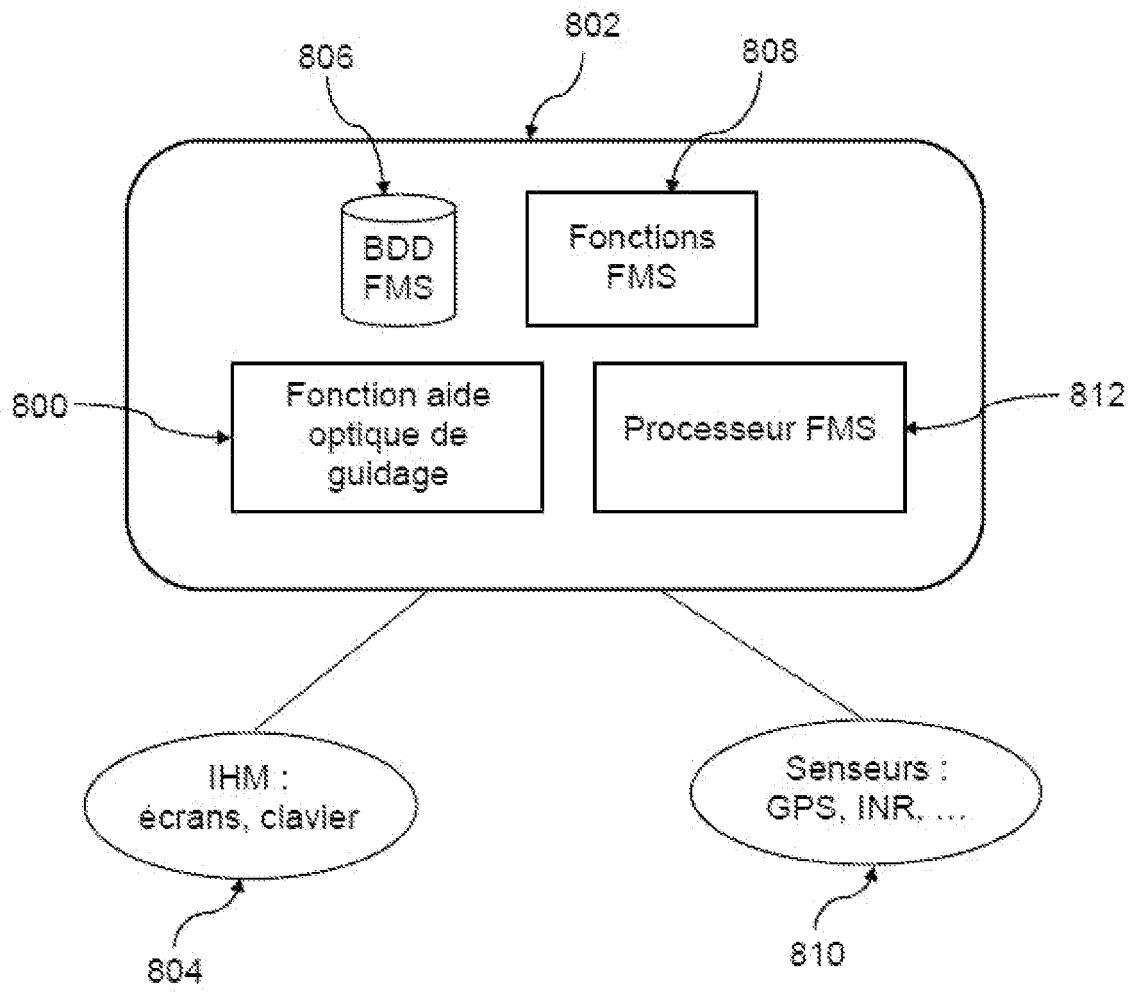 802
806
808
BDD
FMS
Fonctions
FMS
800
Fonction aide
optique de
guidage
Processeur FMS
812
IHM :
écrans, clavier
Senseurs :
GPS, INR, ...
804
810